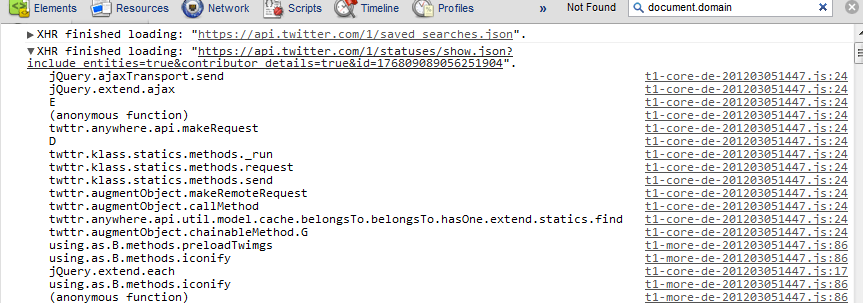 Elements Resources Network Scripts Timeline Profiles » Not Found document.domain
XHR finished loading: "https://api.twitter.com/1/saved_searches.json".
XHR finished loading: "https://api.twitter.com/1/statuses/show.json?
include_entities=true&contributor_details=true&id=176809089056251904".
jQuery.ajaxTransport.send t1-core-de-201203051447.js:24
jQuery.extend.ajax t1-core-de-201203051447.js:24
E t1-core-de-201203051447.js:24
(anonymous function) t1-core-de-201203051447.js:24
twttr.anywhere.api.makeRequest t1-core-de-201203051447.js:24
D t1-core-de-201203051447.js:24
twttr.klass.statics.methods._run t1-core-de-201203051447.js:24
twttr.klass.statics.methods.request t1-core-de-201203051447.js:24
twttr.klass.statics.methods.send t1-core-de-201203051447.js:24
twttr.augmentObject.makeRemoteRequest t1-core-de-201203051447.js:24
twttr.augmentObject.callMethod t1-core-de-201203051447.js:24
twttr.anywhere.api.util.model.cache.belongsTo.belongsTo.hasOne.extend.statics.find t1-core-de-201203051447.js:24
twttr.augmentObject.chainableMethod.G t1-core-de-201203051447.js:24
using.as.B.methods.preloadTwimgs t1-more-de-201203051447.js:86
using.as.B.methods.iconify t1-more-de-201203051447.js:86
jQuery.extend.each t1-core-de-201203051447.js:17
using.as.B.methods.iconify t1-more-de-201203051447.js:86
(anonymous function) t1-more-de-201203051447.js:86